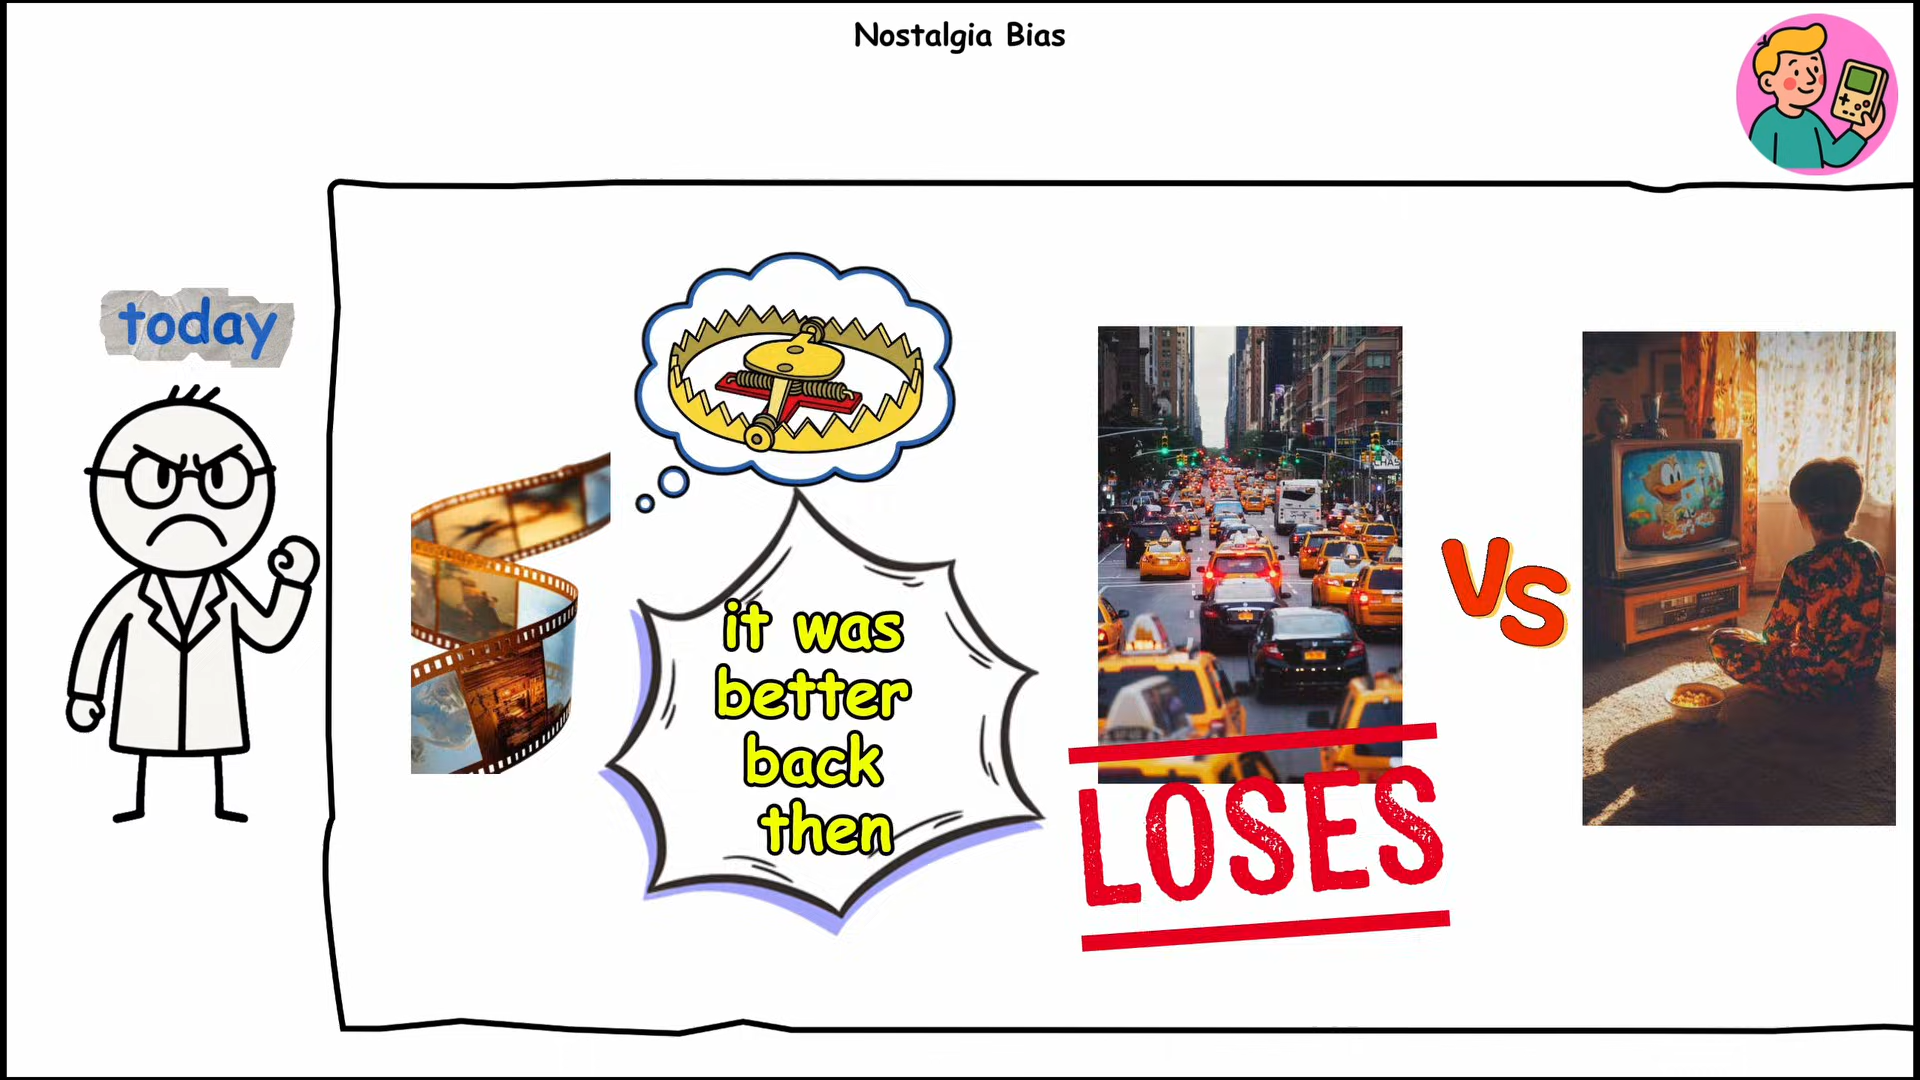 Nostalgia Bias
today
it was
better
back
then
VS
LOSES